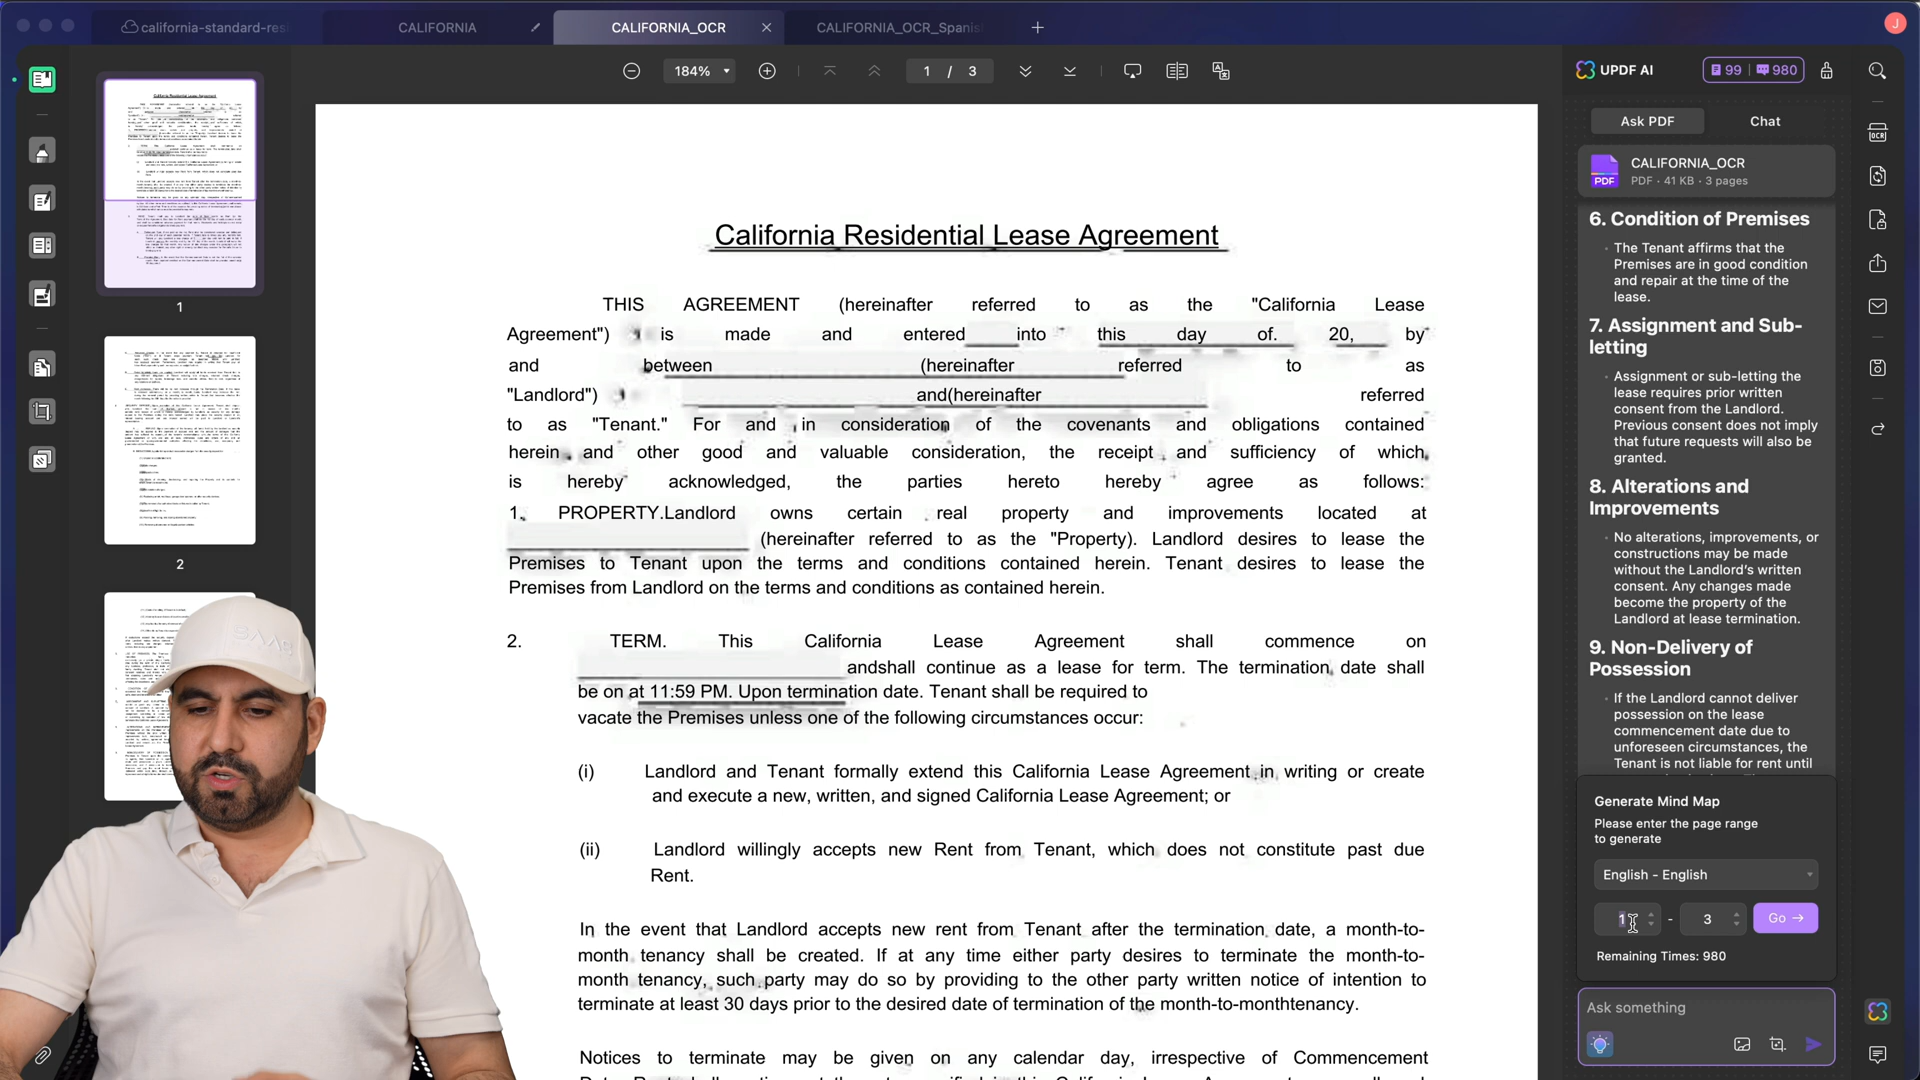 california-standard-res
CALIFORNIA
CALIFORNIA_OCR
CALIFORNIA_OCR_Spanis
J
184%
1 / 3
UPDF AI
99
980
Ask PDF
Chat
CALIFORNIA_OCR
PDF
PDF · 41 KB · 3 pages
OCR
1
2
California Residential Lease Agreement
THIS AGREEMENT (hereinafter referred to as the "California Lease
Agreement") is made and entered into this day of. 20, by
and between (hereinafter referred to as
"Landlord") and(hereinafter referred
to as "Tenant." For and in consideration of the covenants and obligations contained
herein and other good and valuable consideration, the receipt and sufficiency of which
is hereby acknowledged, the parties hereto hereby agree as follows:
1. PROPERTY.Landlord owns certain real property and improvements located at
(hereinafter referred to as the "Property). Landlord desires to lease the
Premises to Tenant upon the terms and conditions contained herein. Tenant desires to lease the
Premises from Landlord on the terms and conditions as contained herein.
2. TERM. This California Lease Agreement shall commence on
andshall continue as a lease for term. The termination date shall
be on at 11:59 PM. Upon termination date. Tenant shall be required to
vacate the Premises unless one of the following circumstances occur:
(i) Landlord and Tenant formally extend this California Lease Agreement in writing or create
and execute a new, written, and signed California Lease Agreement; or
(ii) Landlord willingly accepts new Rent from Tenant, which does not constitute past due
Rent.
In the event that Landlord accepts new rent from Tenant after the termination date, a month-to-
month tenancy shall be created. If at any time either party desires to terminate the month-to-
month tenancy, such party may do so by providing to the other party written notice of intention to
terminate at least 30 days prior to the desired date of termination of the month-to-monthtenancy.
Notices to terminate may be given on any calendar day, irrespective of Commencement
6. Condition of Premises
The Tenant affirms that the
Premises are in good condition
and repair at the time of the
lease.
7. Assignment and Sub-
letting
Assignment or sub-letting the
lease requires prior written
consent from the Landlord.
Previous consent does not imply
that future requests will also be
granted.
8. Alterations and
Improvements
No alterations, improvements, or
constructions may be made
without the Landlord's written
consent. Any changes made
become the property of the
Landlord at lease termination.
9. Non-Delivery of
Possession
If the Landlord cannot deliver
possession on the lease
commencement date due to
unforeseen circumstances, the
Tenant is not liable for rent until
Generate Mind Map
Please enter the page range
to generate
English - English
1 - 3 Go →
Remaining Times: 980
Ask something